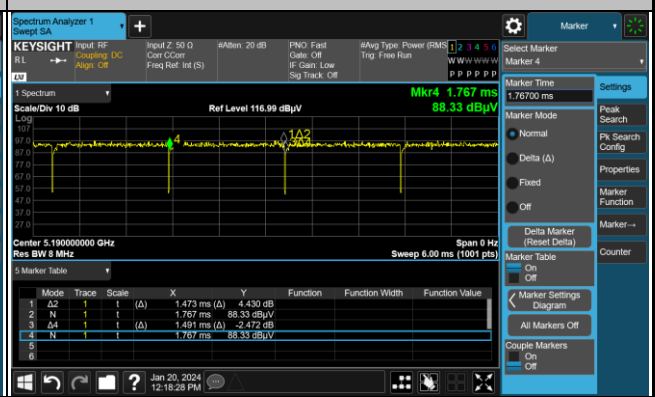 Spectrum Analyzer 1
Swept SA
+
Marker
KEYSIGHT Input: RF Input Z: 50 Ω #Atten: 20 dB PNO: Fast #Avg Type: Power (RMS 1 2 3 4 5 6
RL Coupling: DC Corr CCorr Gate: Off Trig: Free Run W W W W W W
Align: Off Freq Ref: Int (S) IF Gain: Low P P P P P P
LXI Sig Track: Off
Select Marker
Marker 4
1 Spectrum
Mkr4 1.767 ms
Scale/Div 10 dB Ref Level 116.99 dBµV 88.33 dBµV
Log
107
97.0
87.0
77.0
67.0
57.0
47.0
37.0
27.0
4
1Δ2
Center 5.190000000 GHz Span 0 Hz
Res BW 8 MHz Sweep 6.00 ms (1001 pts)
5 Marker Table
Mode Trace Scale X Y Function Function Width Function Value
1 Δ2 1 t (Δ) 1.473 ms (Δ) 4.430 dB
2 N 1 t 1.767 ms 88.33 dBµV
3 Δ4 1 t (Δ) 1.491 ms (Δ) -2.472 dB
4 N 1 t 1.767 ms 88.33 dBµV
5
6
Marker Time
1.76700 ms
Marker Mode
Normal
Delta (Δ)
Fixed
Off
Delta Marker
(Reset Delta)
Marker Table
On
Off
Marker Settings
Diagram
All Markers Off
Couple Markers
On
Off
Settings
Peak
Search
Pk Search
Config
Properties
Marker
Function
Marker→
Counter
? Jan 20, 2024
12:18:28 PM